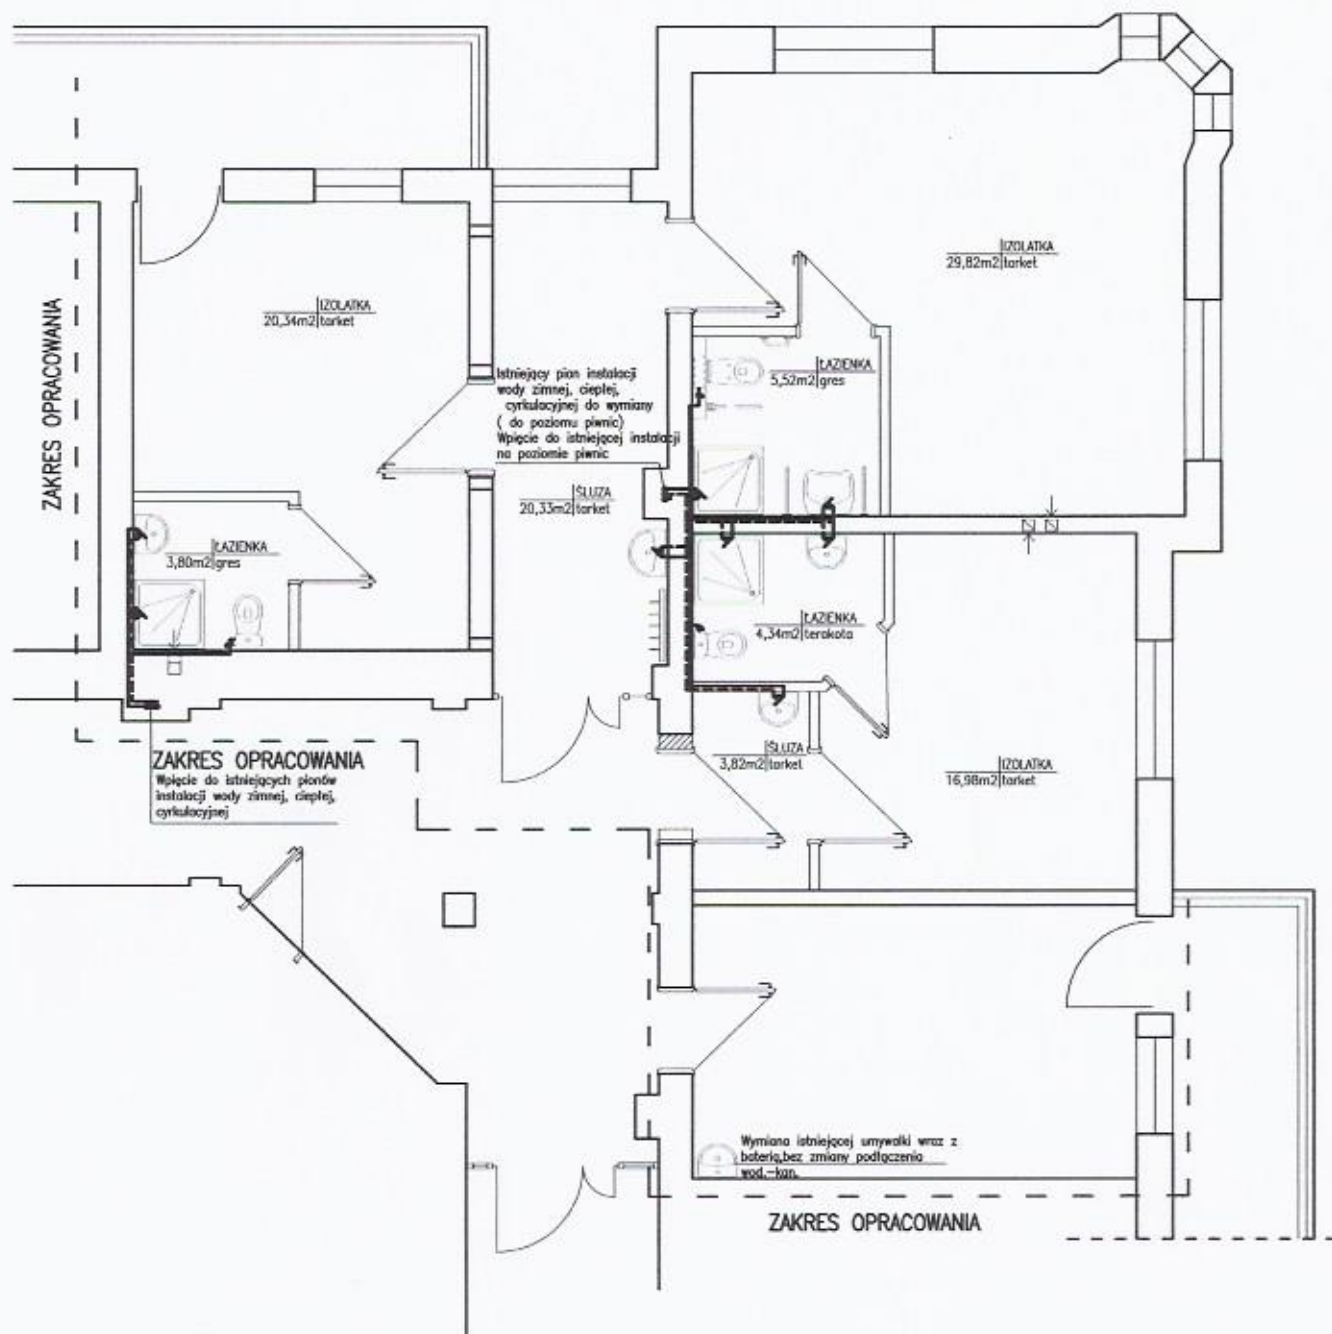 IZOLATKA
29,82m2 tarket
ZAKRES OPRACOWANIA
IZOLATKA
20,34m2 tarket
Istniejący pion instalacji
wody zimnej, ciepłej,
cyrkulacyjnej do wymiany
( do poziomu piwnic)
Wpięcie do istniejącej instalacji
na poziomie piwnic
ŁAZIENKA
5,52m2 gres
ŚLUZA
20,33m2 tarket
ŁAZIENKA
3,80m2 gres
ŁAZIENKA
4,34m2 terakota
ZAKRES OPRACOWANIA
Wpięcie do istniejących pionów
instalacji wody zimnej, ciepłej,
cyrkulacyjnej
ŚLUZA
3,82m2 tarket
IZOLATKA
16,98m2 tarket
Wymiana istniejącej umywalki wraz z
baterią,bez zmiany podłączenia
wod.-kan.
ZAKRES OPRACOWANIA